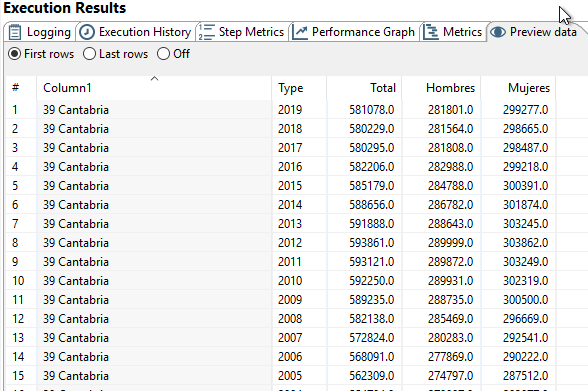 Execution Results
Logging Execution History Step Metrics Performance Graph Metrics Preview data
First rows Last rows Off
# Column1 Type Total Hombres Mujeres
1 39 Cantabria 2019 581078.0 281801.0 299277.0
2 39 Cantabria 2018 580229.0 281564.0 298665.0
3 39 Cantabria 2017 580295.0 281808.0 298487.0
4 39 Cantabria 2016 582206.0 282988.0 299218.0
5 39 Cantabria 2015 585179.0 284788.0 300391.0
6 39 Cantabria 2014 588656.0 286782.0 301874.0
7 39 Cantabria 2013 591888.0 288643.0 303245.0
8 39 Cantabria 2012 593861.0 289999.0 303862.0
9 39 Cantabria 2011 593121.0 289872.0 303249.0
10 39 Cantabria 2010 592250.0 289931.0 302319.0
11 39 Cantabria 2009 589235.0 288735.0 300500.0
12 39 Cantabria 2008 582138.0 285469.0 296669.0
13 39 Cantabria 2007 572824.0 280283.0 292541.0
14 39 Cantabria 2006 568091.0 277869.0 290222.0
15 39 Cantabria 2005 562309.0 274797.0 287512.0